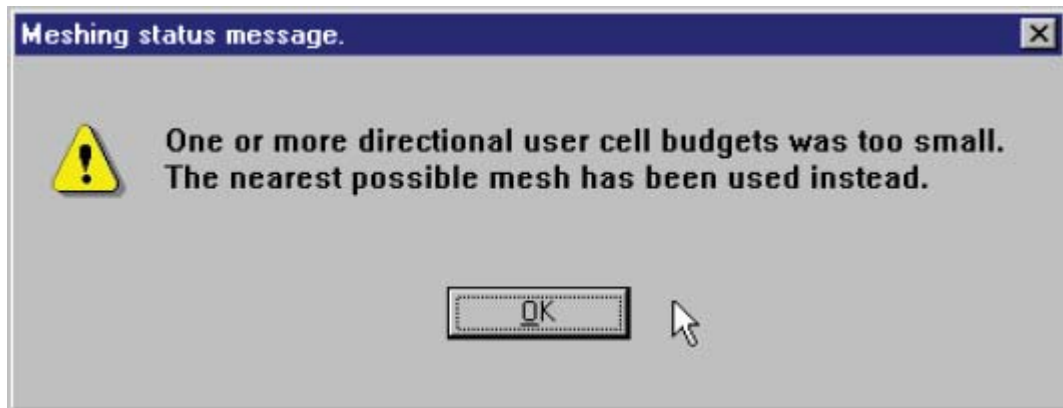 Meshing status message.
One or more directional user cell budgets was too small.
The nearest possible mesh has been used instead.
OK